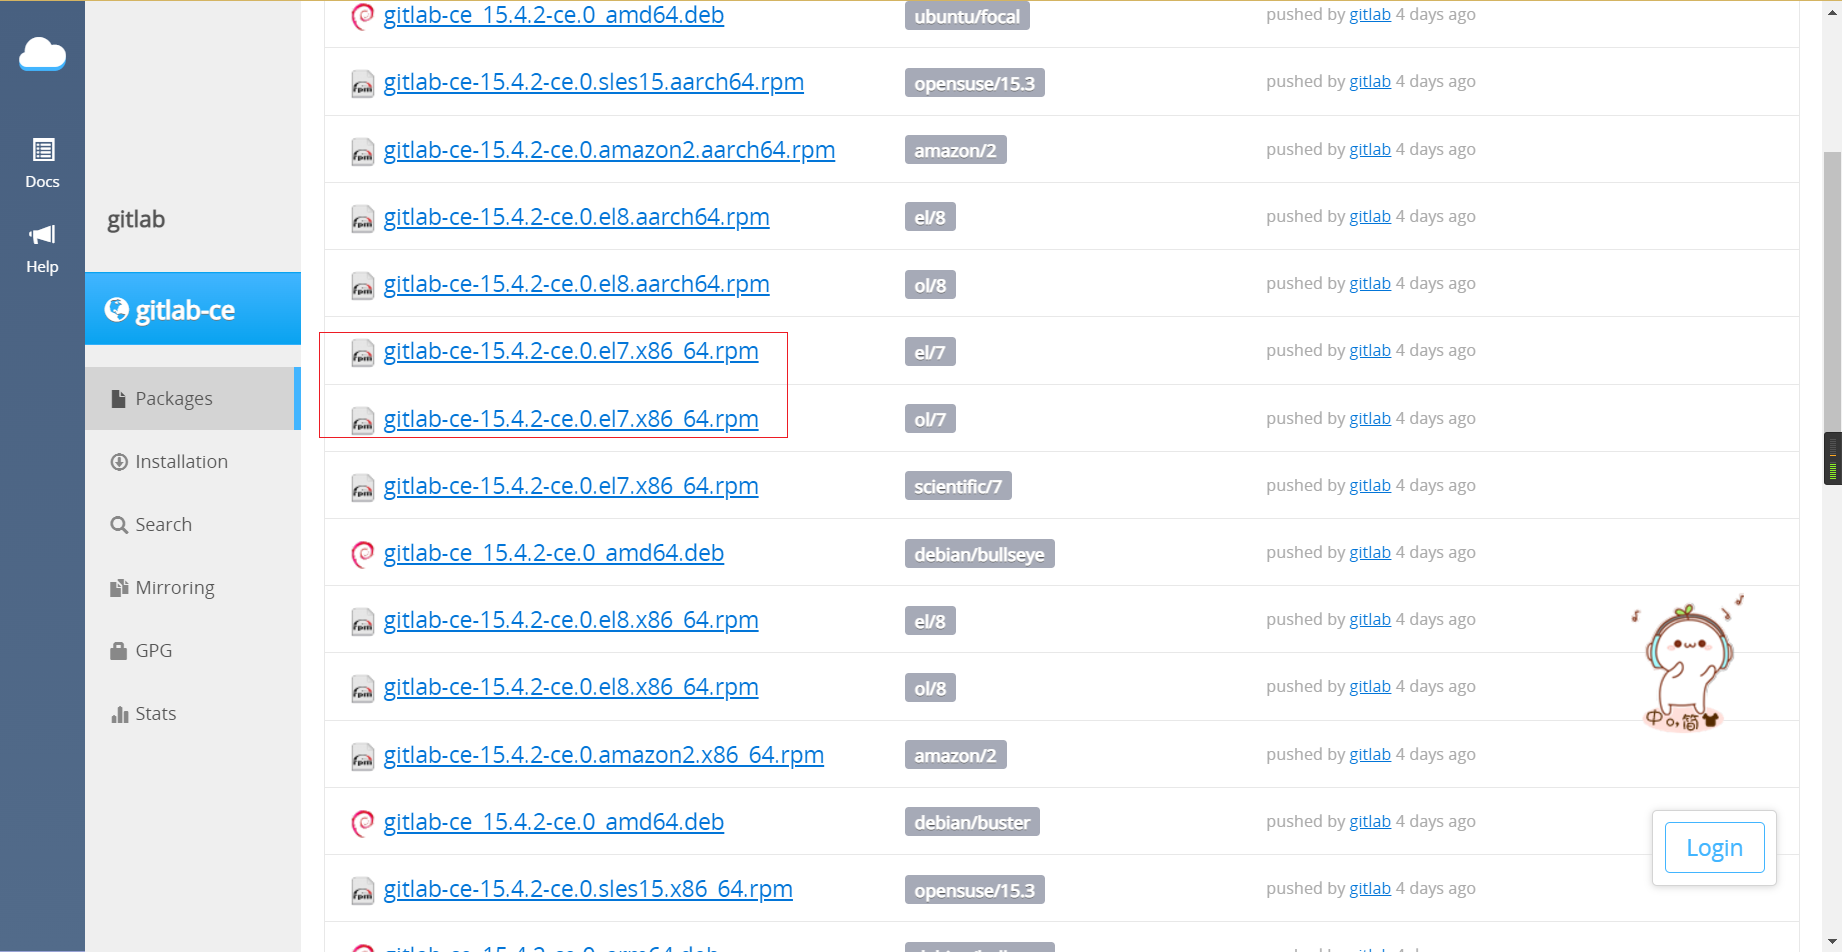 Docs
Help
gitlab
gitlab-ce
Packages
Installation
Search
Mirroring
GPG
Stats
gitlab-ce_15.4.2-ce.0_amd64.deb ubuntu/focal pushed by gitlab 4 days ago
gitlab-ce-15.4.2-ce.0.sles15.aarch64.rpm opensuse/15.3 pushed by gitlab 4 days ago
gitlab-ce-15.4.2-ce.0.amazon2.aarch64.rpm amazon/2 pushed by gitlab 4 days ago
gitlab-ce-15.4.2-ce.0.el8.aarch64.rpm el/8 pushed by gitlab 4 days ago
gitlab-ce-15.4.2-ce.0.el8.aarch64.rpm ol/8 pushed by gitlab 4 days ago
gitlab-ce-15.4.2-ce.0.el7.x86_64.rpm el/7 pushed by gitlab 4 days ago
gitlab-ce-15.4.2-ce.0.el7.x86_64.rpm ol/7 pushed by gitlab 4 days ago
gitlab-ce-15.4.2-ce.0.el7.x86_64.rpm scientific/7 pushed by gitlab 4 days ago
gitlab-ce_15.4.2-ce.0_amd64.deb debian/bullseye pushed by gitlab 4 days ago
gitlab-ce-15.4.2-ce.0.el8.x86_64.rpm el/8 pushed by gitlab 4 days ago
gitlab-ce-15.4.2-ce.0.el8.x86_64.rpm ol/8 pushed by gitlab 4 days ago
gitlab-ce-15.4.2-ce.0.amazon2.x86_64.rpm amazon/2 pushed by gitlab 4 days ago
gitlab-ce_15.4.2-ce.0_amd64.deb debian/buster pushed by gitlab 4 days ago
gitlab-ce-15.4.2-ce.0.sles15.x86_64.rpm opensuse/15.3 pushed by gitlab 4 days ago
中 简
Login